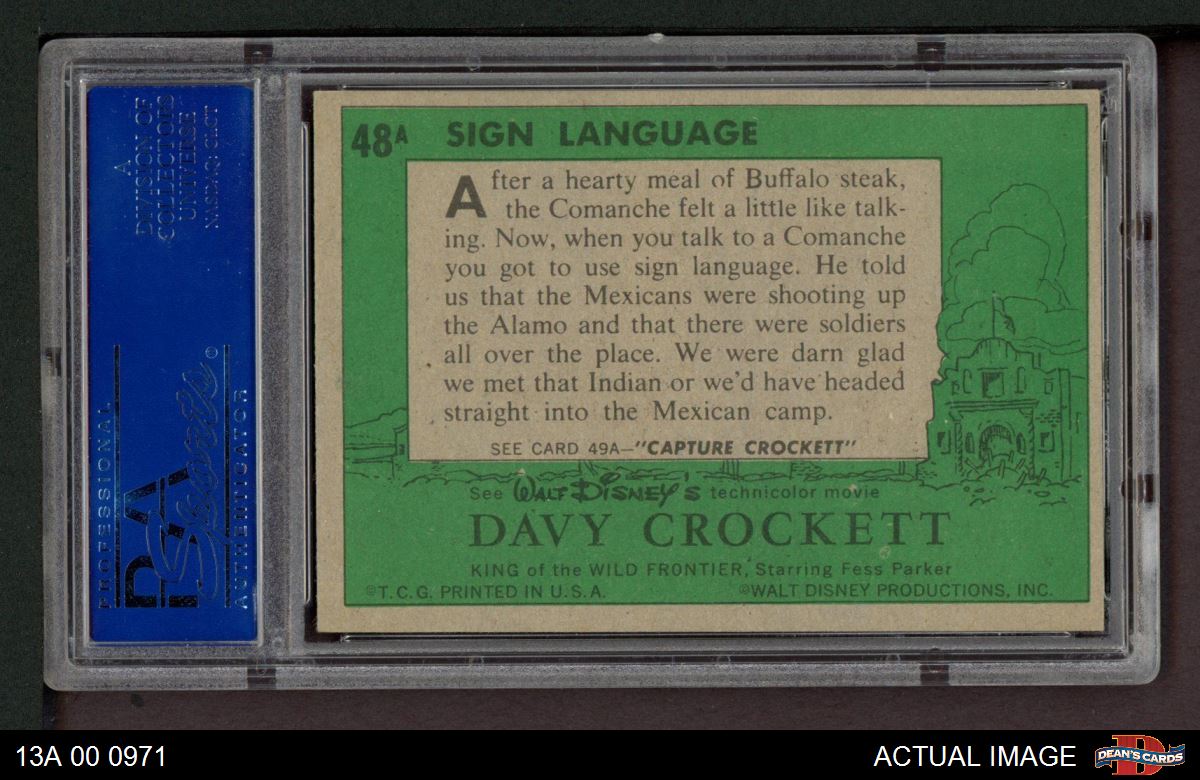 A
DIVISION OF
COLLECTORS
UNIVERSE
NASDAQ: CLCT
PROFESSIONAL
PSA
Sports
AUTHENTICATOR
48A SIGN LANGUAGE
After a hearty meal of Buffalo steak,
the Comanche felt a little like talk-
ing. Now, when you talk to a Comanche
you got to use sign language. He told
us that the Mexicans were shooting up
the Alamo and that there were soldiers
all over the place. We were darn glad
we met that Indian or we'd have headed
straight into the Mexican camp.
SEE CARD 49A—"CAPTURE CROCKETT"
See WALT DISNEY'S technicolor movie
DAVY CROCKETT
KING of the WILD FRONTIER, Starring Fess Parker
©T.C.G. PRINTED IN U.S.A. ©WALT DISNEY PRODUCTIONS, INC.
13A 00 0971
ACTUAL IMAGE
D
DEAN'S CARDS